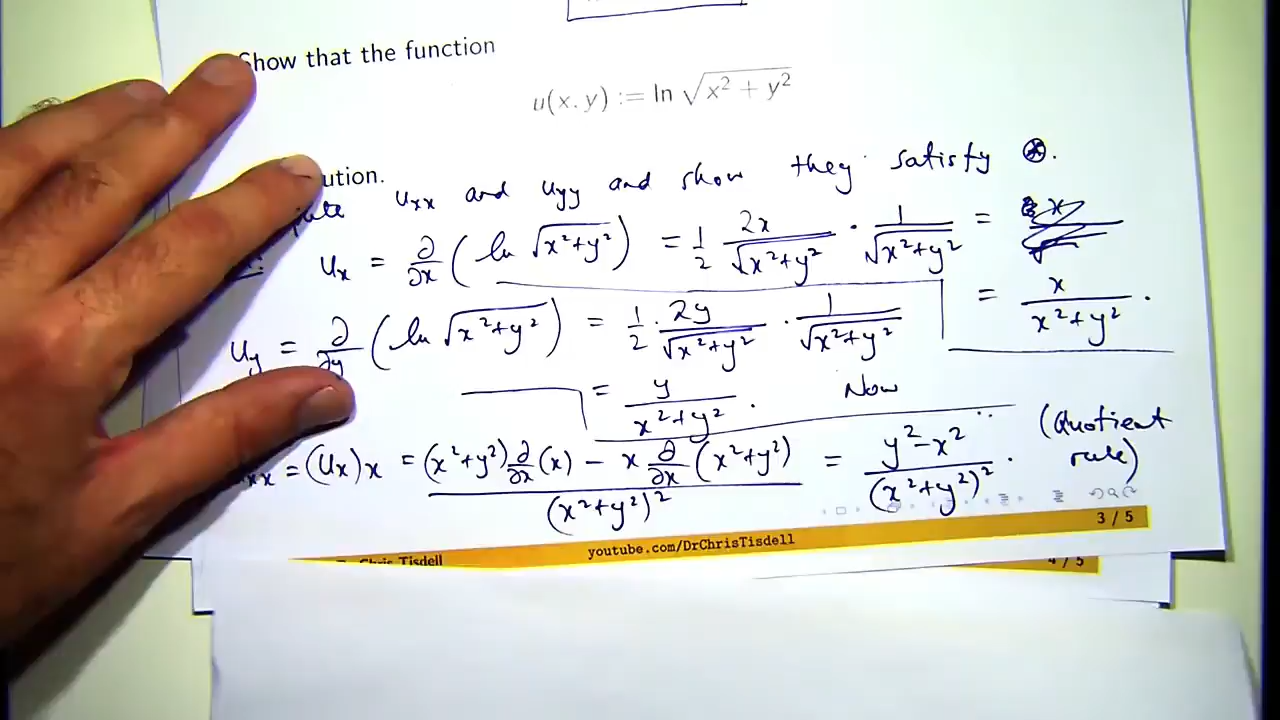 Show that the function
u(x, y) := ln √(x² + y²)
ution.
u_xx and u_yy and show they satisfy ⊛.
u_x = ∂/∂x (ln √(x²+y²)) = 1/2 2x/√(x²+y²) · 1/√(x²+y²) =
= x/(x²+y²).
u_y = ∂/∂y (ln √(x²+y²)) = 1/2 · 2y/√(x²+y²) · 1/√(x²+y²)
= y/(x²+y²). Now
xx = (u_x)x = ((x²+y²) ∂/∂x (x) − x ∂/∂x (x²+y²))/(x²+y²)² = (y²−x²)/(x²+y²)². (Quotient rule)
3 / 5
Chris Tisdell youtube.com/DrChrisTisdell
4 / 5